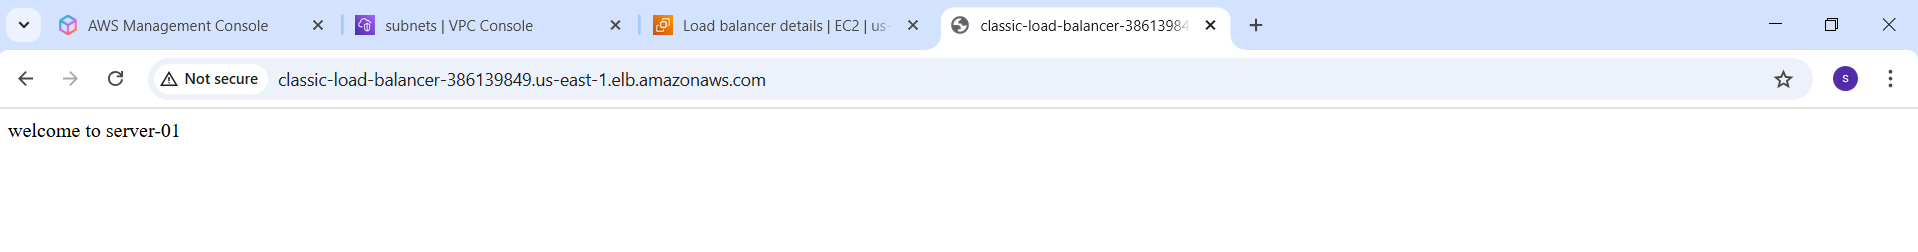 AWS Management Console
subnets | VPC Console
Load balancer details | EC2 | us-
classic-load-balancer-38613984
Not secure
classic-load-balancer-386139849.us-east-1.elb.amazonaws.com
S
welcome to server-01